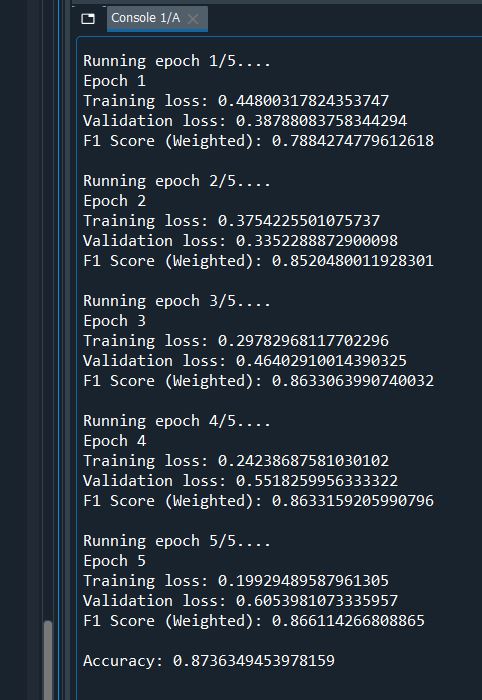 Console 1/A
Running epoch 1/5....
Epoch 1
Training loss: 0.44800317824353747
Validation loss: 0.38788083758344294
F1 Score (Weighted): 0.7884274779612618
Running epoch 2/5....
Epoch 2
Training loss: 0.3754225501075737
Validation loss: 0.3352288872900098
F1 Score (Weighted): 0.8520480011928301
Running epoch 3/5....
Epoch 3
Training loss: 0.29782968117702296
Validation loss: 0.46402910014390325
F1 Score (Weighted): 0.8633063990740032
Running epoch 4/5....
Epoch 4
Training loss: 0.24238687581030102
Validation loss: 0.5518259956333322
F1 Score (Weighted): 0.8633159205990796
Running epoch 5/5....
Epoch 5
Training loss: 0.19929489587961305
Validation loss: 0.6053981073335957
F1 Score (Weighted): 0.866114266808865
Accuracy: 0.8736349453978159